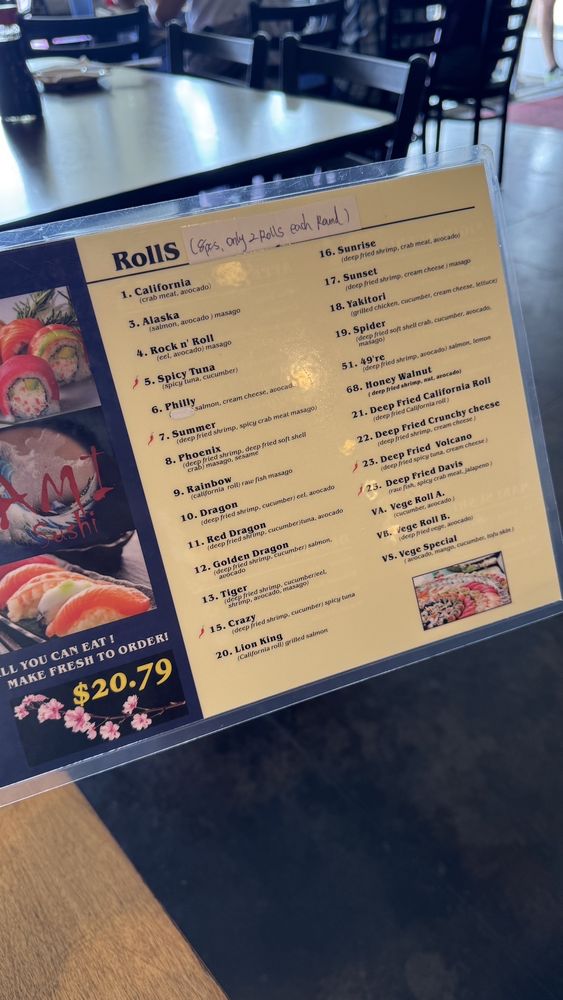 Rolls (8pcs, only 2 Rolls each Round)
1. California
(crab meat, avocado)
3. Alaska
(salmon, avocado ) masago
4. Rock n' Roll
(eel, avocado) masago
5. Spicy Tuna
(spicy tuna, cucumber)
6. Philly
salmon, cream cheese, avocado
7. Summer
(deep fried shrimp, spicy crab meat masago)
8. Phoenix
(deep fried shrimp, deep fried soft shell
crab) masago, sesame
9. Rainbow
(california roll) raw fish masago
10. Dragon
(deep fried shrimp, cucumber) eel, avocado
11. Red Dragon
(deep fried shrimp, cucumber)tuna, avocado
12. Golden Dragon
(deep fried shrimp, cucumber) salmon,
avocado
13. Tiger
(deep fried shrimp, cucumber)eel,
shrimp, avocado, masago)
15. Crazy
(deep fried shrimp, cucumber) spicy tuna
20. Lion King
(California roll) grilled salmon
16. Sunrise
(deep fried shrimp, crab meat, avocado)
17. Sunset
(deep fried shrimp, cream cheese ) masago
18. Yakitori
(grilled chicken, cucumber, cream cheese, lettuce)
19. Spider
(deep fried soft shell crab, cucumber, avocado,
masago)
51. 49're
(deep fried shrimp, avocado) salmon, lemon
68. Honey Walnut
( deep fried shrimp, nut, avocado)
21. Deep Fried California Roll
(deep fried California roll )
22. Deep Fried Crunchy cheese
(deep fried shrimp, cream cheese )
23. Deep Fried Volcano
(deep fried spicy tuna, cream cheese )
25. Deep Fried Davis
(raw fish, spicy crab meat, jalapeno )
VA. Vege Roll A.
(cucumber, avocado )
VB. Vege Roll B.
(deep fried vege, avocado)
VS. Vege Special
( avocado, mango, cucumber, tofu skin )
AMI
Sushi
ALL YOU CAN EAT !
MAKE FRESH TO ORDER!
$20.79